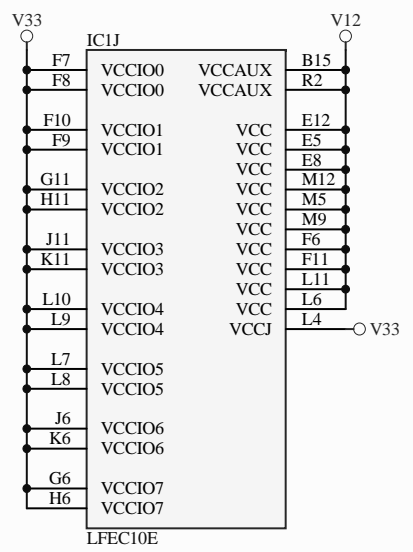 V33
V12
IC1J
F7 VCCIO0 VCCAUX B15
F8 VCCIO0 VCCAUX R2
F10 VCCIO1 VCC E12
F9 VCCIO1 VCC E5
VCC E8
G11 VCCIO2 VCC M12
H11 VCCIO2 VCC M5
VCC M9
J11 VCCIO3 VCC F6
K11 VCCIO3 VCC F11
VCC L11
L10 VCCIO4 VCC L6
L9 VCCIO4 VCCJ L4 V33
L7 VCCIO5
L8 VCCIO5
J6 VCCIO6
K6 VCCIO6
G6 VCCIO7
H6 VCCIO7
LFEC10E